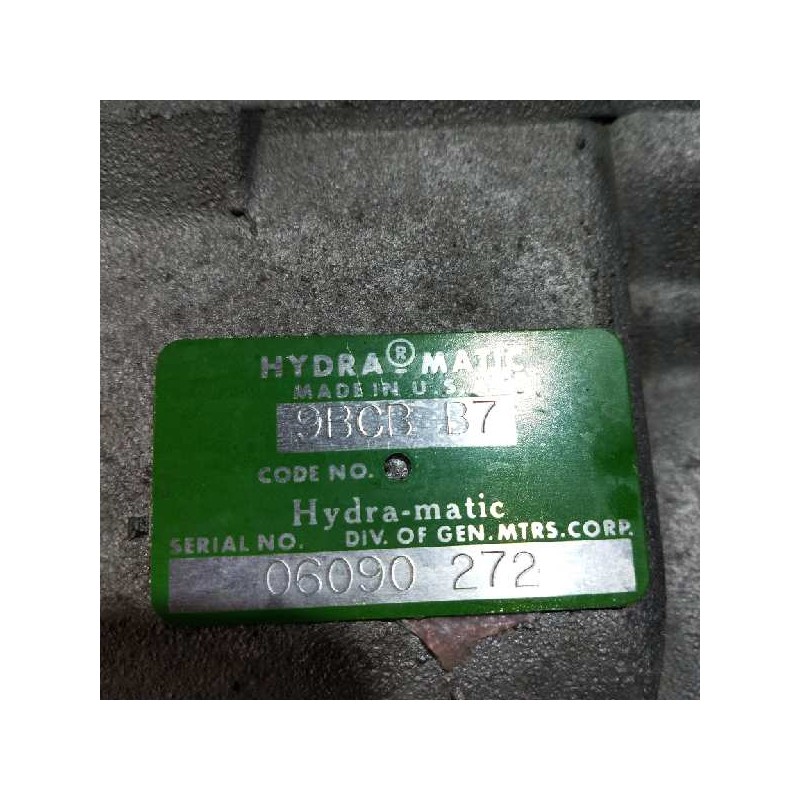 HYDRA®MATIC
MADE IN U.S.
9BCB B7
CODE NO.
Hydra-matic
SERIAL NO. DIV. OF GEN. MTRS. CORP.
06090 272